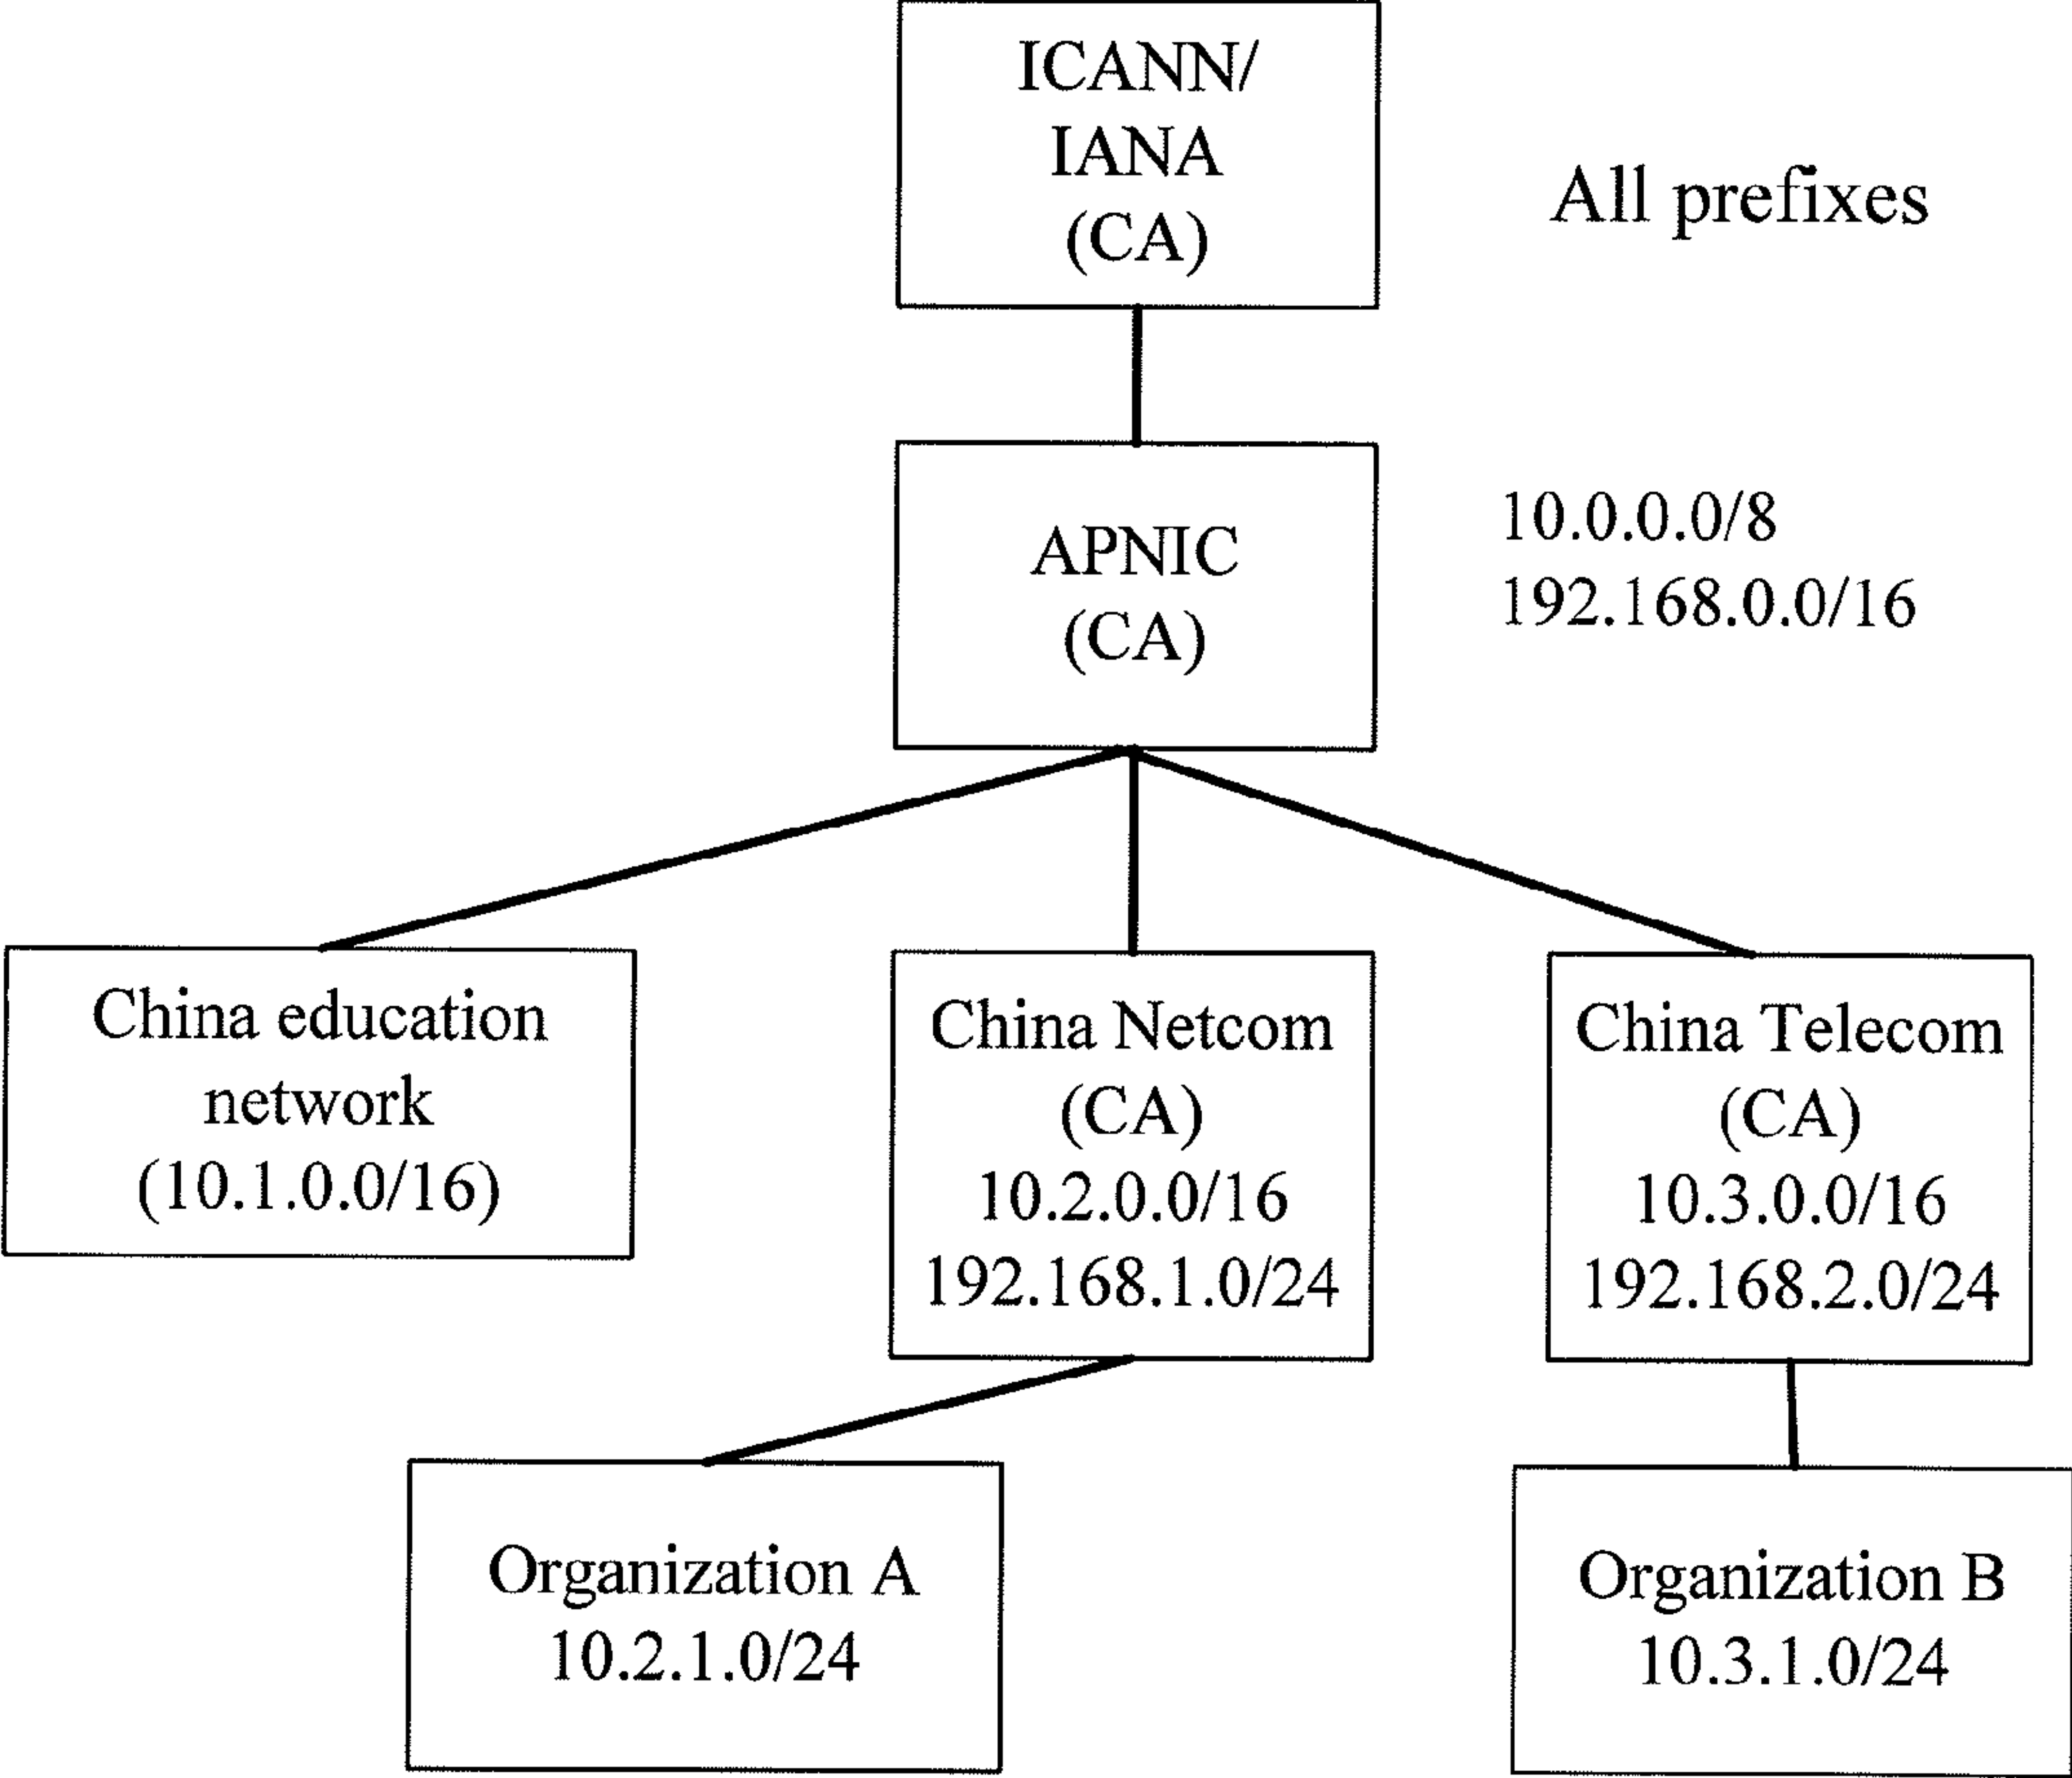 ICANN/
IANA
(CA)
All prefixes
APNIC
(CA)
10.0.0.0/8
192.168.0.0/16
China education
network
(10.1.0.0/16)
China Netcom
(CA)
10.2.0.0/16
192.168.1.0/24
China Telecom
(CA)
10.3.0.0/16
192.168.2.0/24
Organization A
10.2.1.0/24
Organization B
10.3.1.0/24